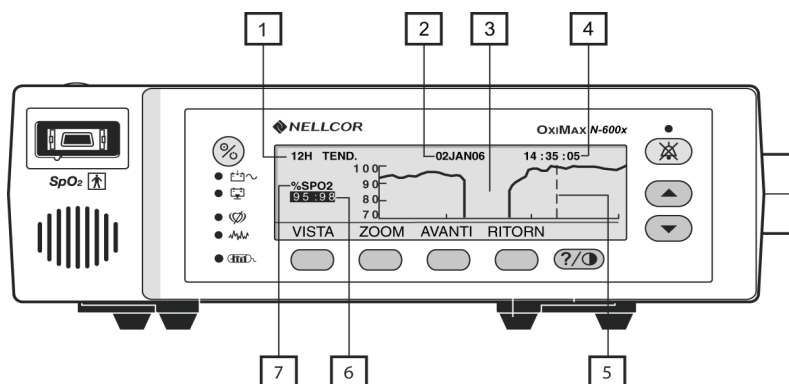 1 2 3 4
NELLCOR OXIMAX N-600x
12H TEND. 02JAN06 14:35:05
100
90
80
70
%SPO2
95:98
VISTA ZOOM AVANTI RITORN
?/
SpO₂
7 6 5